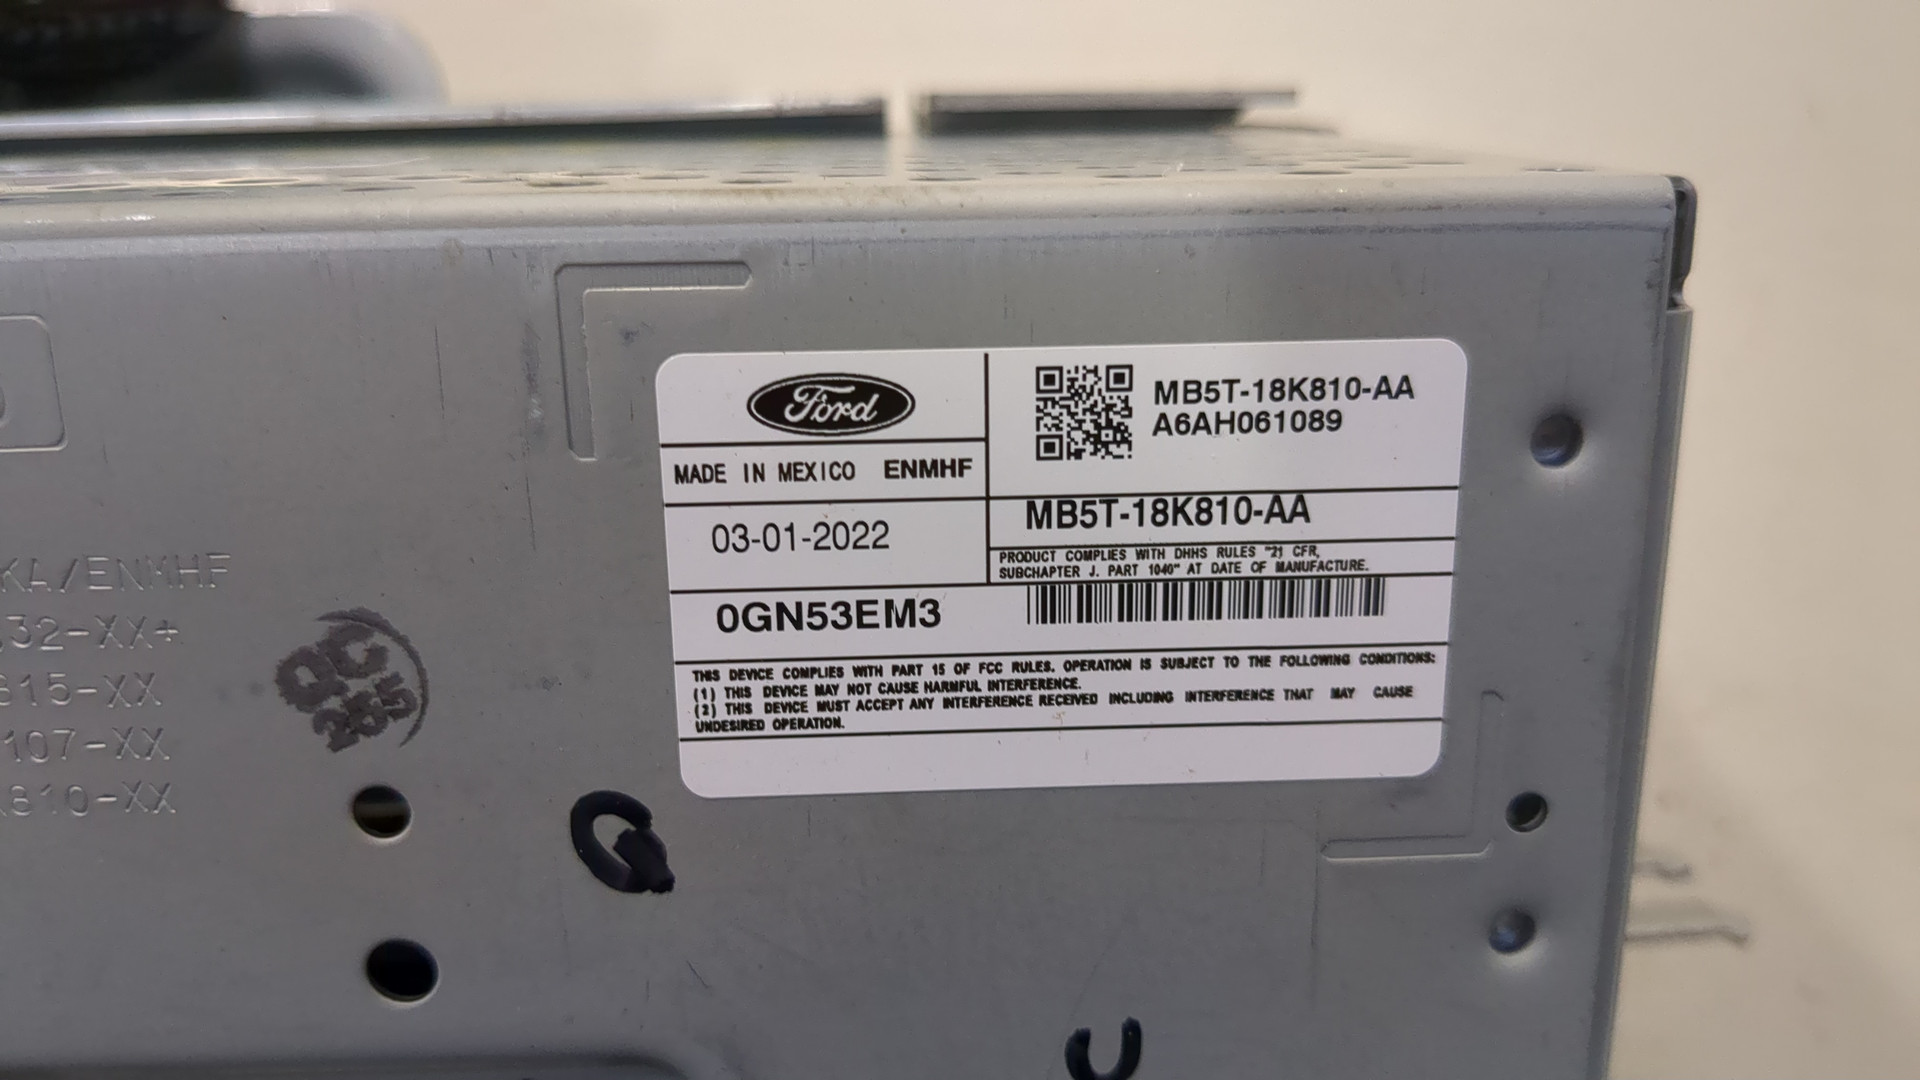 Ford
MB5T-18K810-AA
A6AH061089
MADE IN MEXICO ENMHF
03-01-2022
MB5T-18K810-AA
PRODUCT COMPLIES WITH DHHS RULES "21 CFR,
SUBCHAPTER J. PART 1040" AT DATE OF MANUFACTURE.
0GN53EM3
THIS DEVICE COMPLIES WITH PART 15 OF FCC RULES. OPERATION IS SUBJECT TO THE FOLLOWING CONDITIONS:
(1) THIS DEVICE MAY NOT CAUSE HARMFUL INTERFERENCE.
(2) THIS DEVICE MUST ACCEPT ANY INTERFERENCE RECEIVED INCLUDING INTERFERENCE THAT MAY CAUSE
UNDESIRED OPERATION.
KA/ENMHF
32-XX+
815-XX
107-XX
810-XX
QC
265